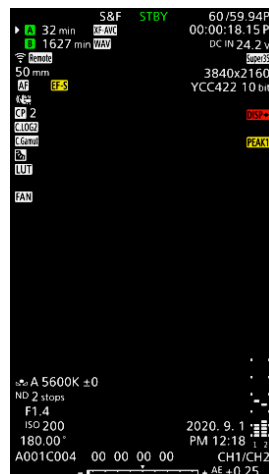 S&F STBY 60/59.94P
A 32 min XF-AVC 00:00:18.15 P
B 1627 min WAV DC IN 24.2 v
Remote Super35
50 mm 3840x2160
AF EF-S YCC422 10 bit
CP 2
C.LOG2 DISP+
C.Gamut
LUT PEAK1
FAN
A 5600K ±0
ND 2 stops
F1.4
ISO 200 2020. 9. 1
180.00° PM 12:18 1 2
A001C004 00 00 00 00 CH1/CH2
AE +0.25